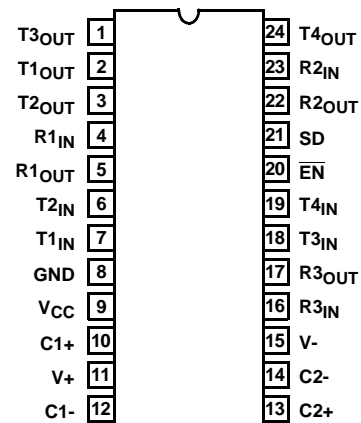 T3OUT 1 24 T4OUT
T1OUT 2 23 R2IN
T2OUT 3 22 R2OUT
R1IN 4 21 SD
R1OUT 5 20 E̅N̅
T2IN 6 19 T4IN
T1IN 7 18 T3IN
GND 8 17 R3OUT
VCC 9 16 R3IN
C1+ 10 15 V-
V+ 11 14 C2-
C1- 12 13 C2+